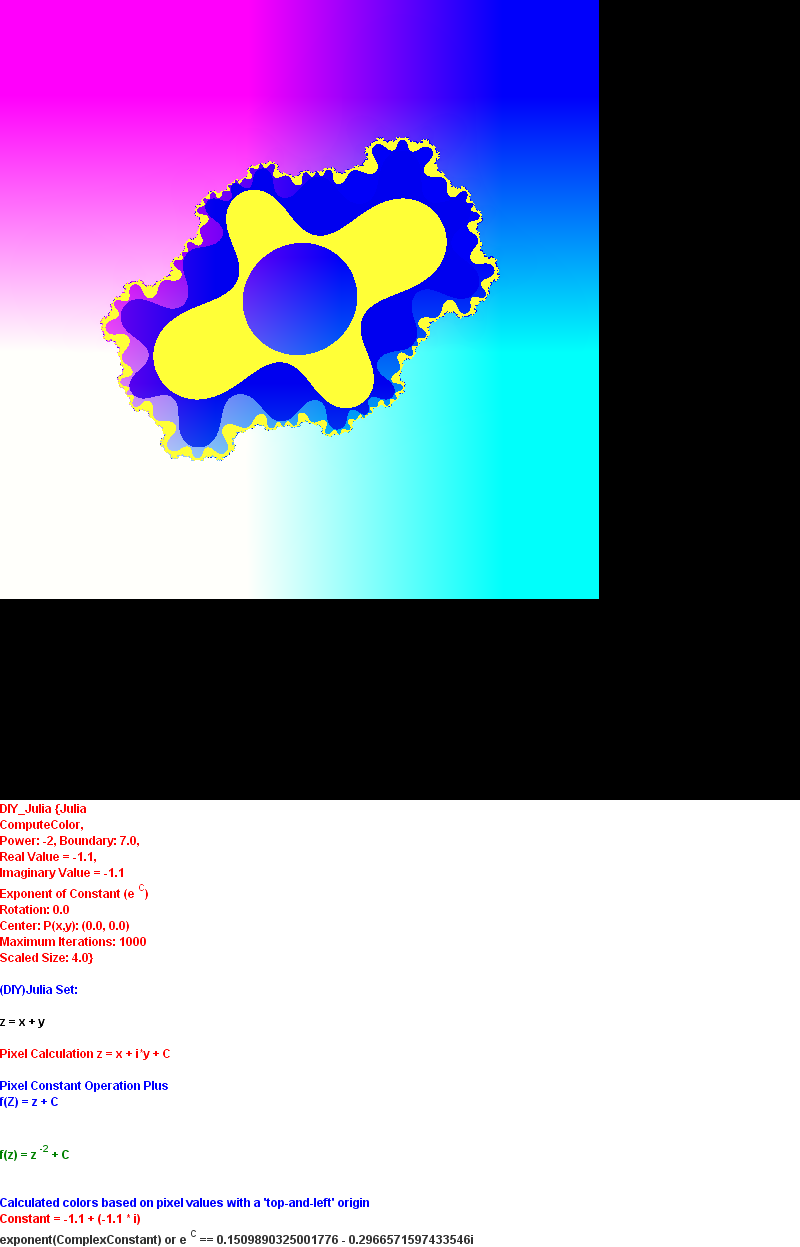 DIY_Julia {Julia
ComputeColor,
Power: -2, Boundary: 7.0,
Real Value = -1.1,
Imaginary Value = -1.1
Exponent of Constant (e C)
Rotation: 0.0
Center: P(x,y): (0.0, 0.0)
Maximum Iterations: 1000
Scaled Size: 4.0}
(DIY)Julia Set:
z = x + y
Pixel Calculation z = x + i*y + C
Pixel Constant Operation Plus
f(Z) = z + C
f(z) = z -2 + C
Calculated colors based on pixel values with a 'top-and-left' origin
Constant = -1.1 + (-1.1 * i)
exponent(ComplexConstant) or e C == 0.1509890325001776 - 0.2966571597433546i